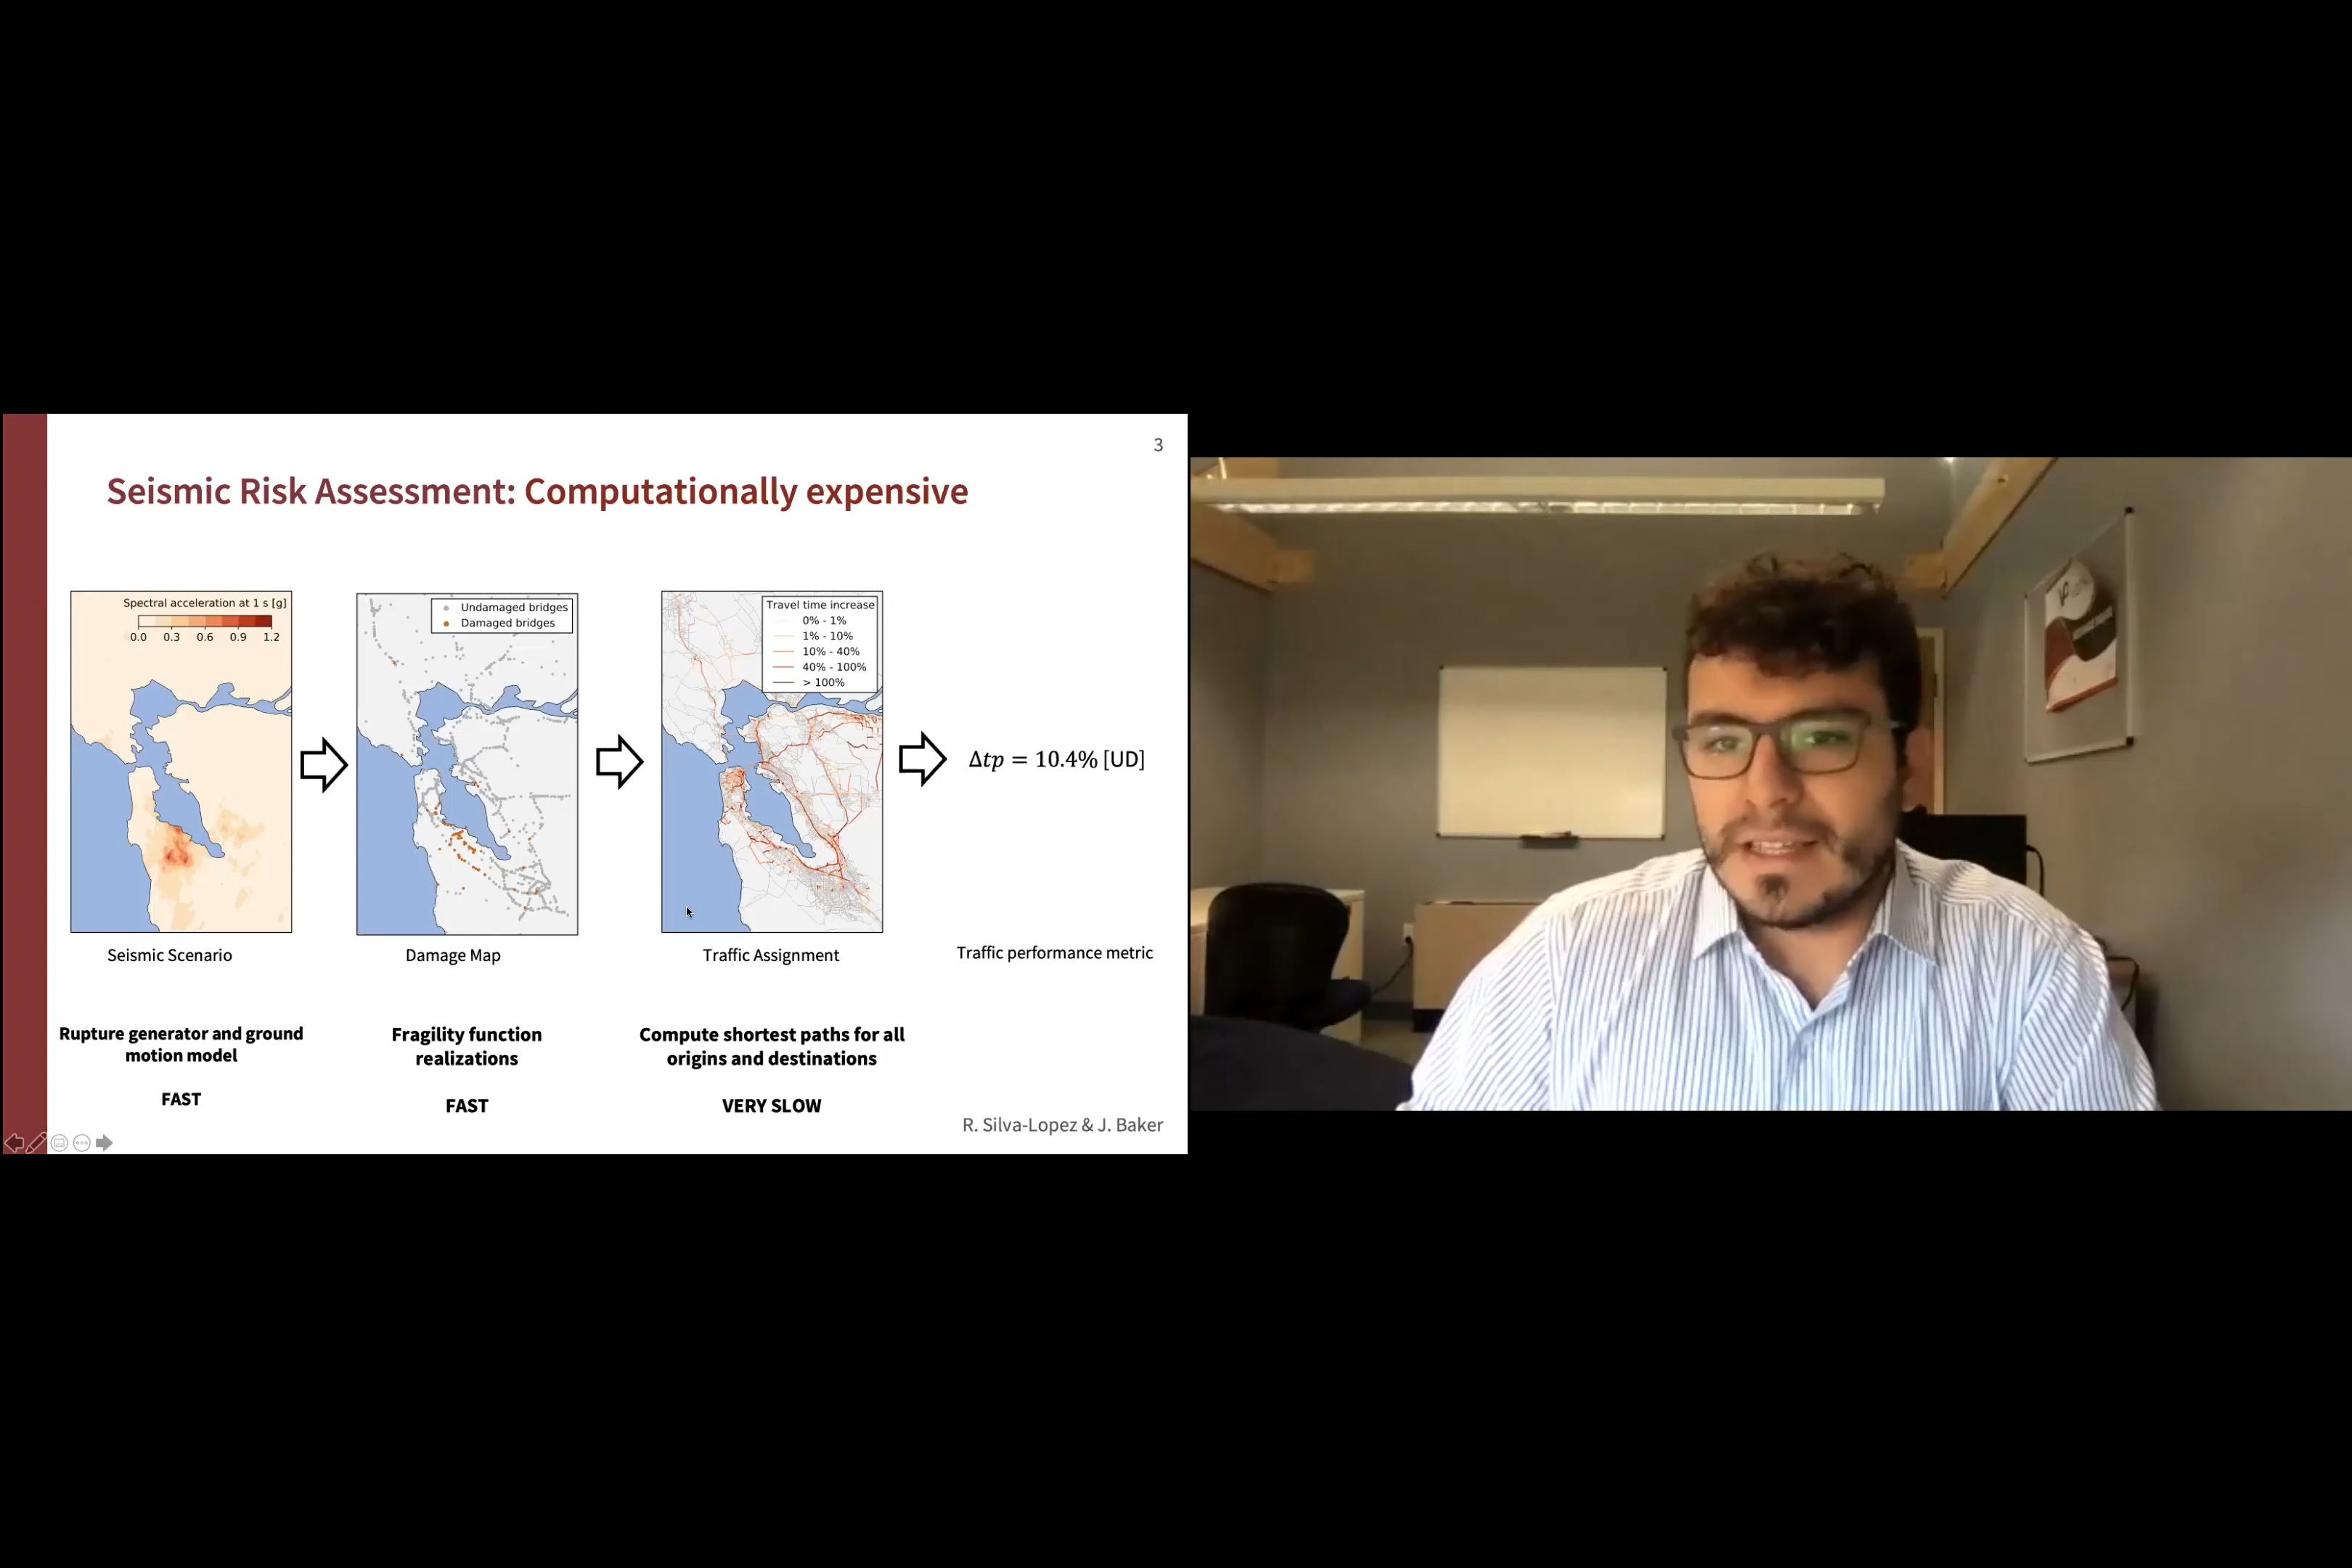 3
Seismic Risk Assessment: Computationally expensive
Spectral acceleration at 1 s [g]
0.0 0.3 0.6 0.9 1.2
Undamaged bridges
Damaged bridges
Travel time increase
0% - 1%
1% - 10%
10% - 40%
40% - 100%
> 100%
Δtp = 10.4% [UD]
Seismic Scenario
Damage Map
Traffic Assignment
Traffic performance metric
Rupture generator and ground
motion model
FAST
Fragility function
realizations
FAST
Compute shortest paths for all
origins and destinations
VERY SLOW
R. Silva-Lopez & J. Baker